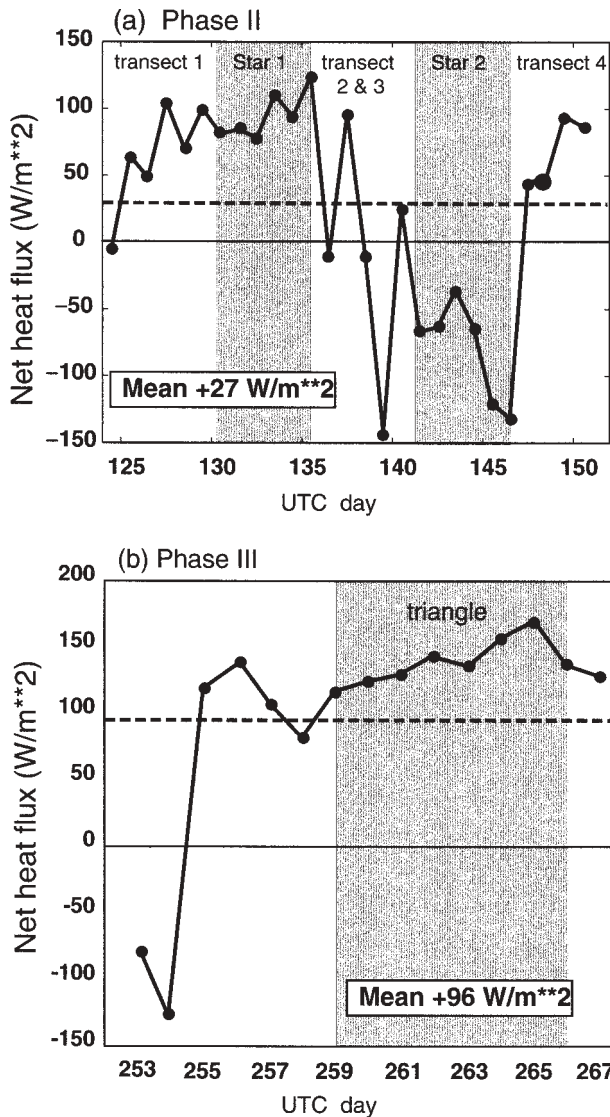 (a) Phase II
Net heat flux (W/m**2)
150
100
50
0
−50
−100
−150
transect 1
Star 1
transect
2 & 3
Star 2
transect 4
Mean +27 W/m**2
125 130 135 140 145 150
UTC day
(b) Phase III
Net heat flux (W/m**2)
200
150
100
50
0
-50
-100
-150
triangle
Mean +96 W/m**2
253 255 257 259 261 263 265 267
UTC day